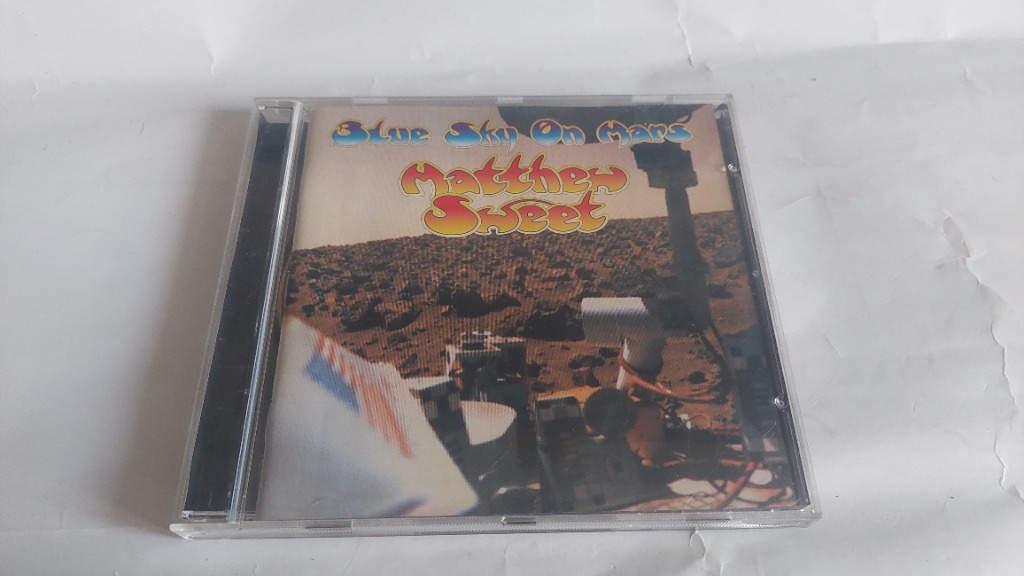 Blue Sky On Mars
Matthew
Sweet